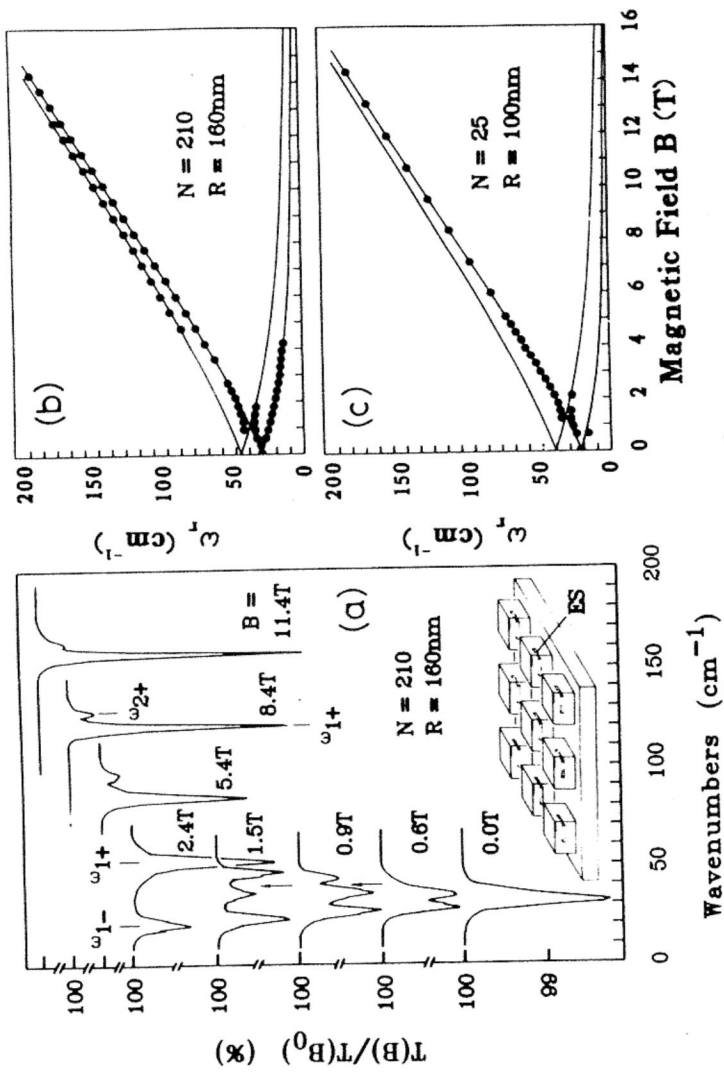 T(B)/T(B₀) (%)
100
100
100
100
100
100
99
B =
11.4T
8.4T
5.4T
2.4T
1.5T
0.9T
0.6T
0.0T
ω1-
ω1+
ω2+
ω1+
(a)
N = 210
R = 160nm
ES
0 50 100 150 200
Wavenumbers (cm⁻¹)
ωr (cm⁻¹)
200
150
100
50
0
(b)
N = 210
R = 160nm
ωr (cm⁻¹)
200
150
100
50
0
(c)
N = 25
R = 100nm
0 2 4 6 8 10 12 14 16
Magnetic Field B (T)